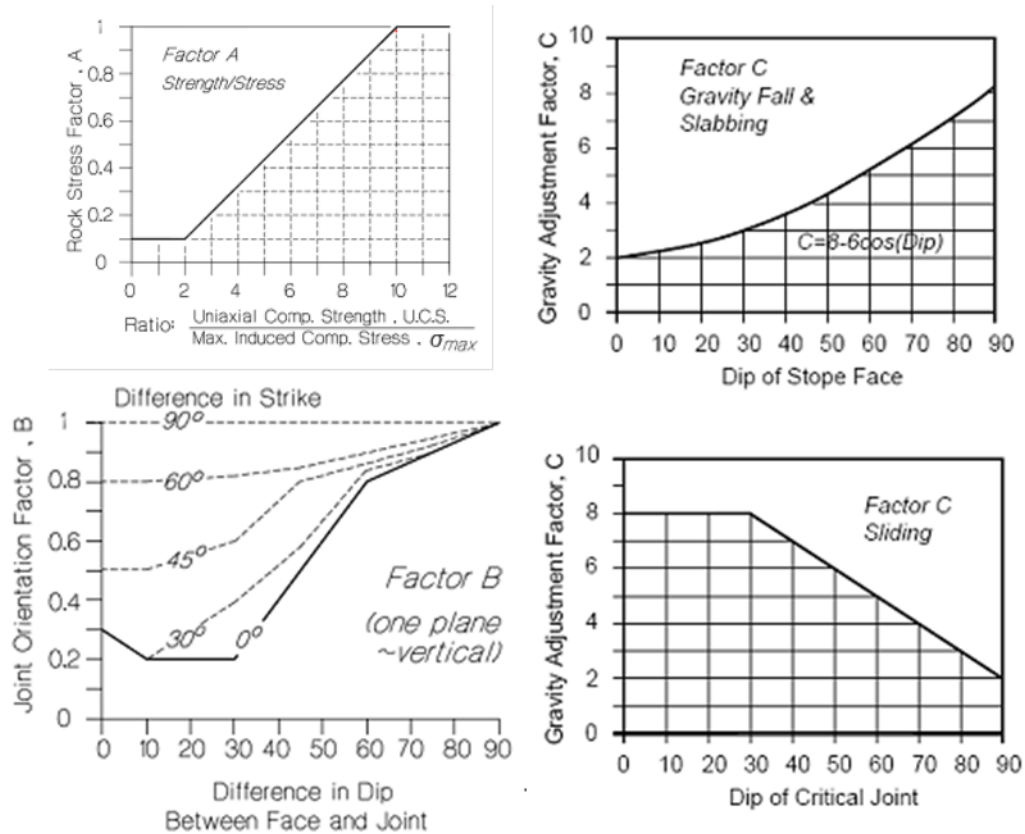 Rock Stress Factor , A
1
0.8
0.6
0.4
0.2
0
Factor A
Strength/Stress
0 2 4 6 8 10 12
Ratio: Uniaxial Comp. Strength , U.C.S.
Max. Induced Comp. Stress . σmax
Gravity Adjustment Factor, C
10
8
6
4
2
0
Factor C
Gravity Fall &
Slabbing
C=8-6cos(Dip)
0 10 20 30 40 50 60 70 80 90
Dip of Stope Face
Difference in Strike
Joint Orientation Factor , B
1
0.8
0.6
0.4
0.2
0
90º
60º
45º
30º
0º
Factor B
(one plane
~vertical)
0 10 20 30 40 50 60 70 90
Difference in Dip
Between Face and Joint
Gravity Adjustment Factor, C
10
8
6
4
2
0
Factor C
Sliding
0 10 20 30 40 50 60 70 80 90
Dip of Critical Joint